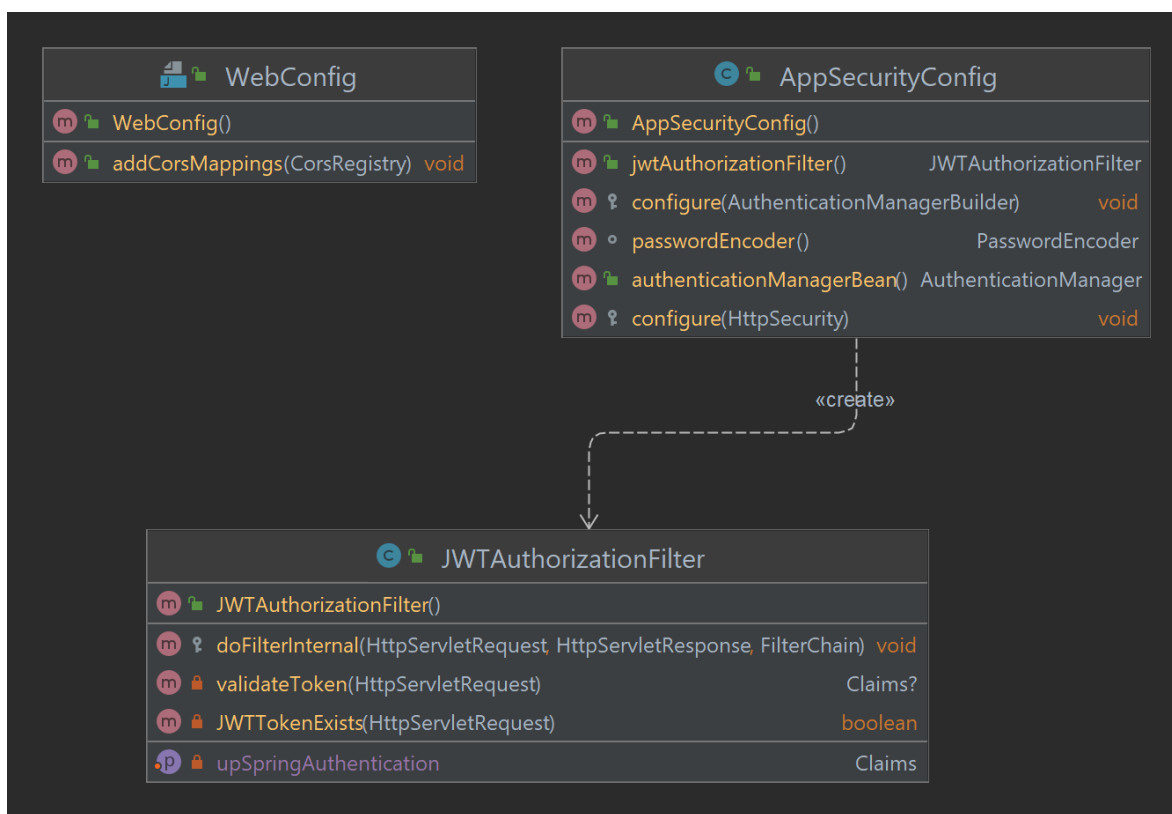 WebConfig
WebConfig()
addCorsMappings(CorsRegistry) void
AppSecurityConfig
AppSecurityConfig()
jwtAuthorizationFilter() JWTAuthorizationFilter
configure(AuthenticationManagerBuilder) void
passwordEncoder() PasswordEncoder
authenticationManagerBean() AuthenticationManager
configure(HttpSecurity) void
«create»
JWTAuthorizationFilter
JWTAuthorizationFilter()
doFilterInternal(HttpServletRequest, HttpServletResponse, FilterChain) void
validateToken(HttpServletRequest) Claims?
JWTTokenExists(HttpServletRequest) boolean
upSpringAuthentication Claims